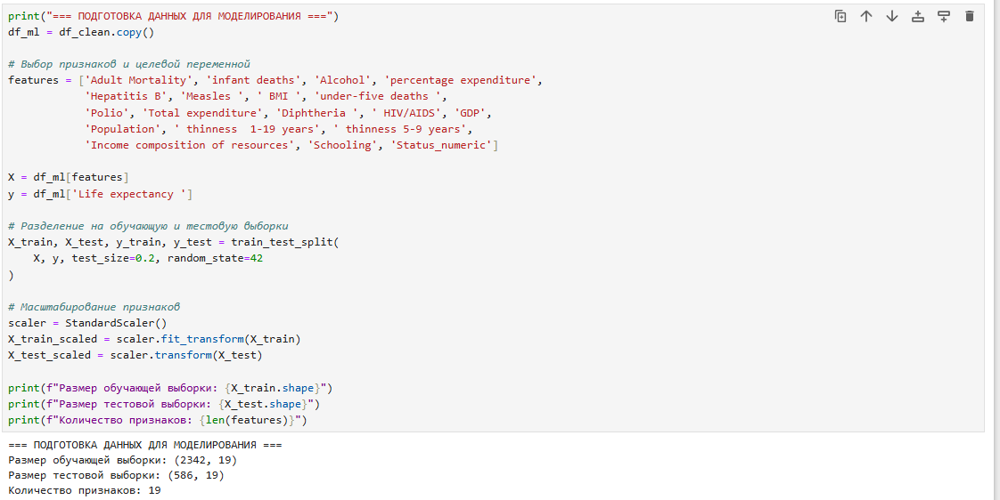 print("=== ПОДГОТОВКА ДАННЫХ ДЛЯ МОДЕЛИРОВАНИЯ ===")
df_ml = df_clean.copy()

# Выбор признаков и целевой переменной
features = ['Adult Mortality', 'infant deaths', 'Alcohol', 'percentage expenditure',
            'Hepatitis B', 'Measles ', ' BMI ', 'under-five deaths ',
            'Polio', 'Total expenditure', 'Diphtheria ', ' HIV/AIDS', 'GDP',
            'Population', ' thinness  1-19 years', ' thinness 5-9 years',
            'Income composition of resources', 'Schooling', 'Status_numeric']

X = df_ml[features]
y = df_ml['Life expectancy ']

# Разделение на обучающую и тестовую выборки
X_train, X_test, y_train, y_test = train_test_split(
    X, y, test_size=0.2, random_state=42
)

# Масштабирование признаков
scaler = StandardScaler()
X_train_scaled = scaler.fit_transform(X_train)
X_test_scaled = scaler.transform(X_test)

print(f"Размер обучающей выборки: {X_train.shape}")
print(f"Размер тестовой выборки: {X_test.shape}")
print(f"Количество признаков: {len(features)}")
=== ПОДГОТОВКА ДАННЫХ ДЛЯ МОДЕЛИРОВАНИЯ ===
Размер обучающей выборки: (2342, 19)
Размер тестовой выборки: (586, 19)
Количество признаков: 19